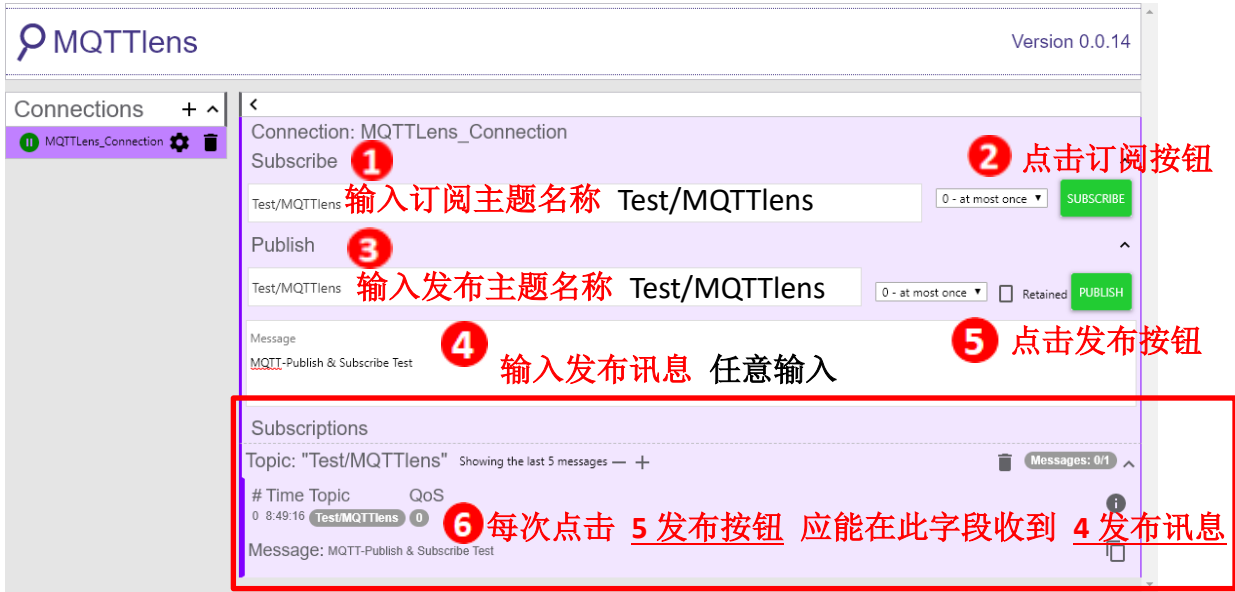 MQTTlens
Version 0.0.14
Connections
MQTTLens_Connection
Connection: MQTTLens_Connection
Subscribe
1
2 点击订阅按钮
Test/MQTTlens
输入订阅主题名称 Test/MQTTlens
0 - at most once
SUBSCRIBE
Publish
3
Test/MQTTlens
输入发布主题名称 Test/MQTTlens
0 - at most once
Retained
PUBLISH
Message
MQTT-Publish & Subscribe Test
4 输入发布讯息 任意输入
5 点击发布按钮
Subscriptions
Topic: "Test/MQTTlens" Showing the last 5 messages
Messages: 0/1
# Time Topic QoS
0 8:49:16 Test/MQTTlens 0
6 每次点击 5 发布按钮 应能在此字段收到 4 发布讯息
Message: MQTT-Publish & Subscribe Test